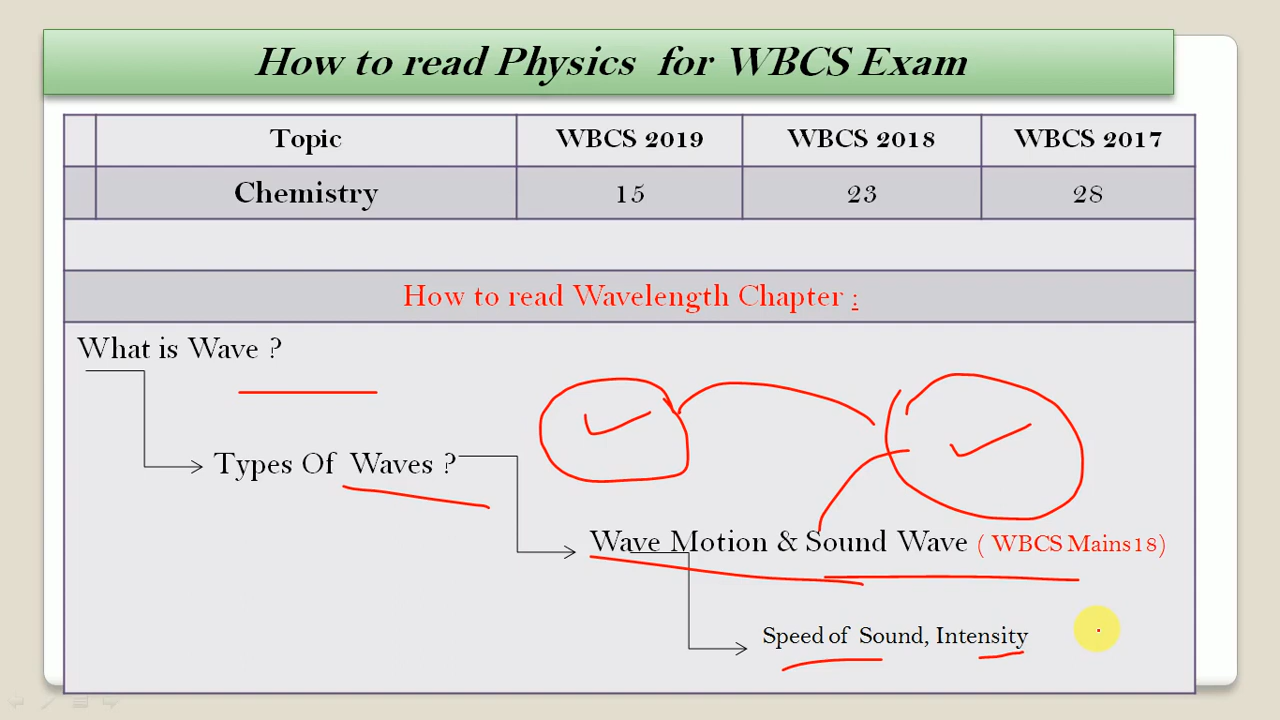 How to read Physics for WBCS Exam
Topic WBCS 2019 WBCS 2018 WBCS 2017
Chemistry 15 23 28
How to read Wavelength Chapter :
What is Wave ?
Types Of Waves ?
Wave Motion & Sound Wave ( WBCS Mains18)
Speed of Sound, Intensity